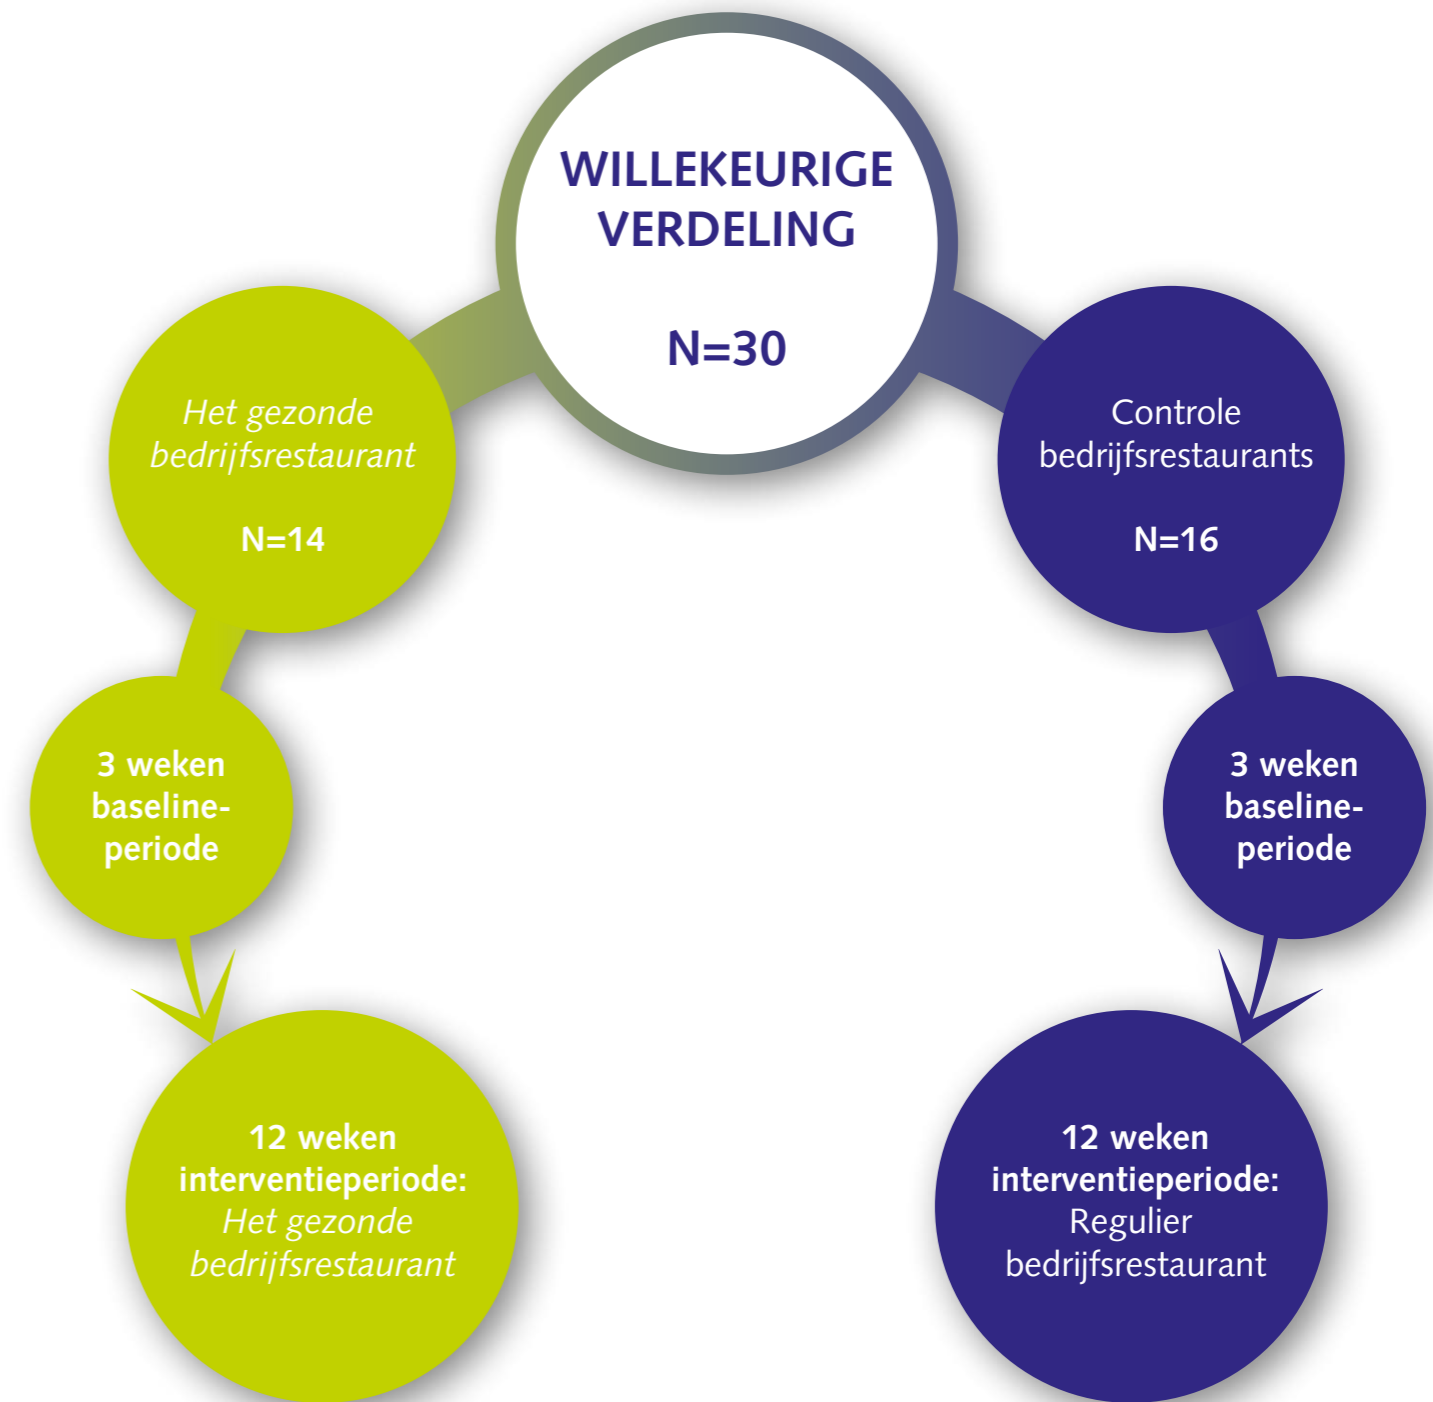 WILLEKEURIGE
VERDELING
N=30
Het gezonde
bedrijfsrestaurant
N=14
Controle
bedrijfsrestaurants
N=16
3 weken
baseline-
periode
3 weken
baseline-
periode
12 weken
interventieperiode:
Het gezonde
bedrijfsrestaurant
12 weken
interventieperiode:
Regulier
bedrijfsrestaurant